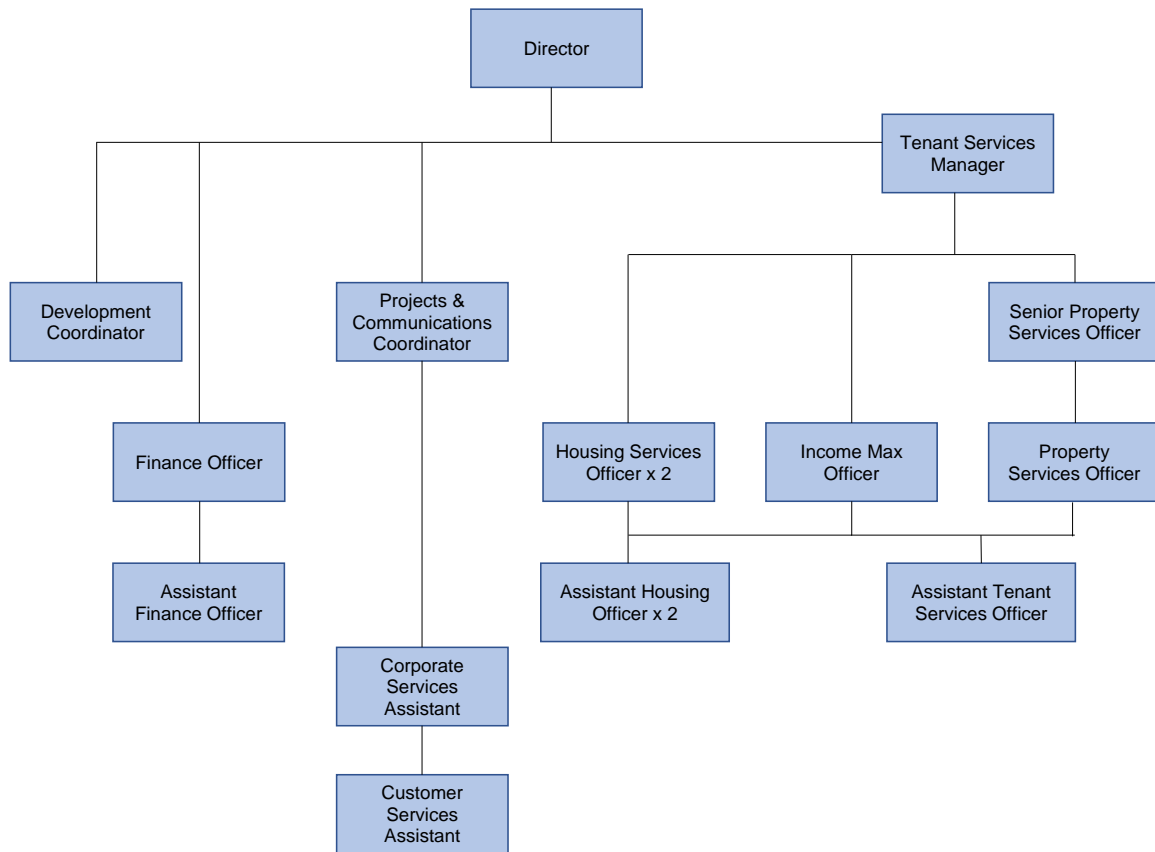 Director
Tenant Services
Manager
Development
Coordinator
Projects &
Communications
Coordinator
Senior Property
Services Officer
Finance Officer
Housing Services
Officer x 2
Income Max
Officer
Property
Services Officer
Assistant
Finance Officer
Assistant Housing
Officer x 2
Assistant Tenant
Services Officer
Corporate
Services
Assistant
Customer
Services
Assistant